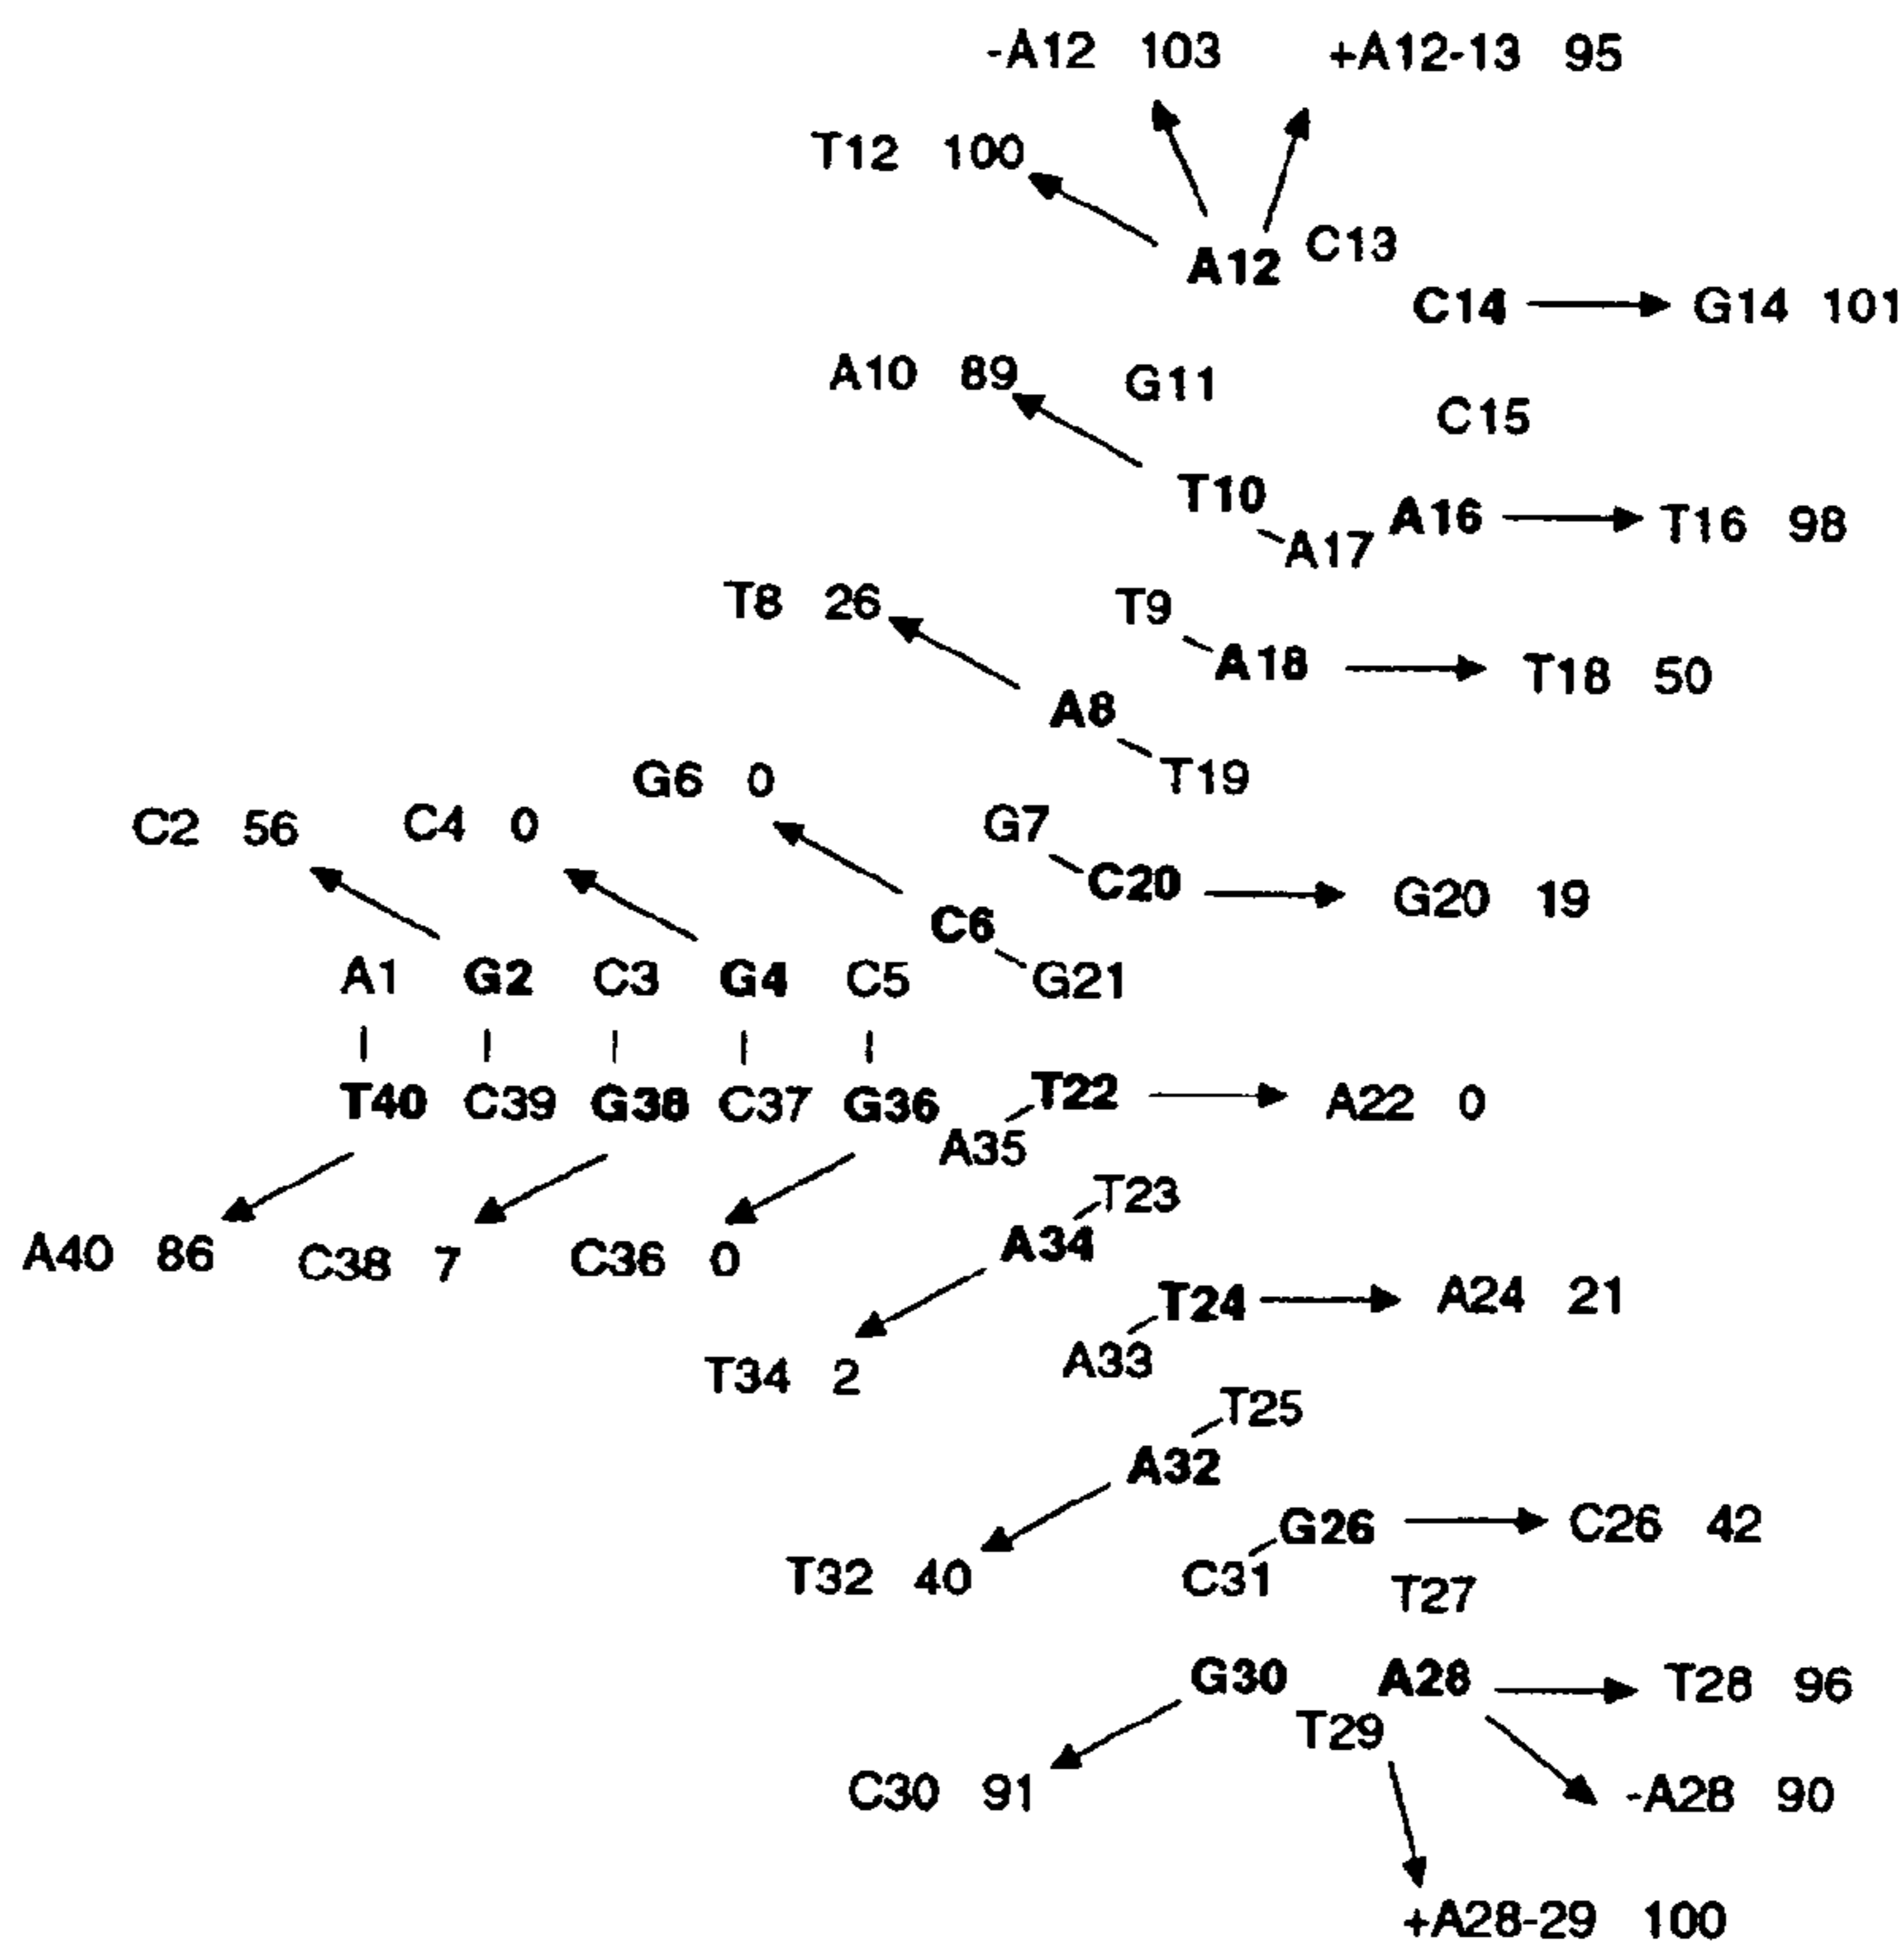 -A12 103 +A12-13 95
T12 100
A12 C13
C14 G14 101
A10 89 G11
C15
T10 A16 T16 98
A17
T8 26 T9
A18 T18 50
A8
T19
G6 0
C2 56 C4 0 G7
C20 G20 19
C6
A1 G2 C3 G4 C5 G21
T40 C39 G38 C37 G36 T22 A22 0
A35
T23
A40 86 C38 7 C36 0 A34
T24 A24 21
T34 2 A33
T25
A32
G26 C26 42
T32 40 C31
T27
G30 A28 T28 96
T29
C30 91 -A28 90
+A28-29 100